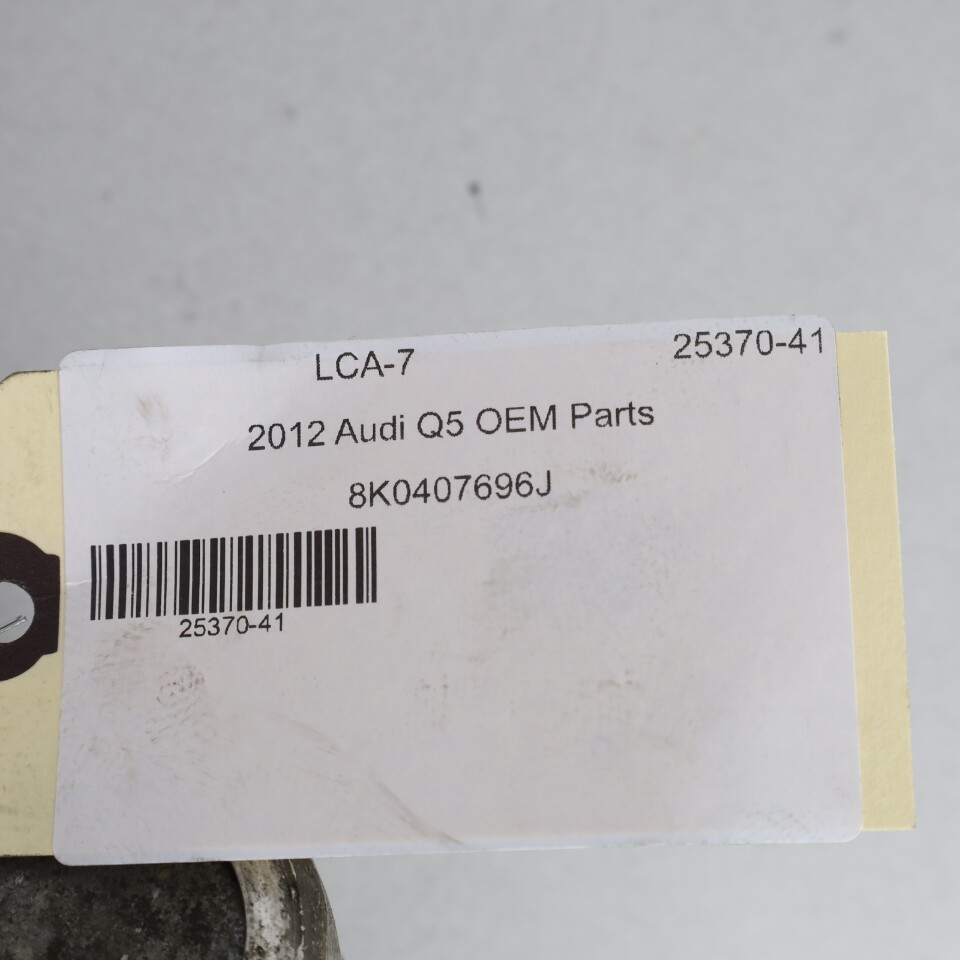 LCA-7
25370-41
2012 Audi Q5 OEM Parts
8K0407696J
25370-41